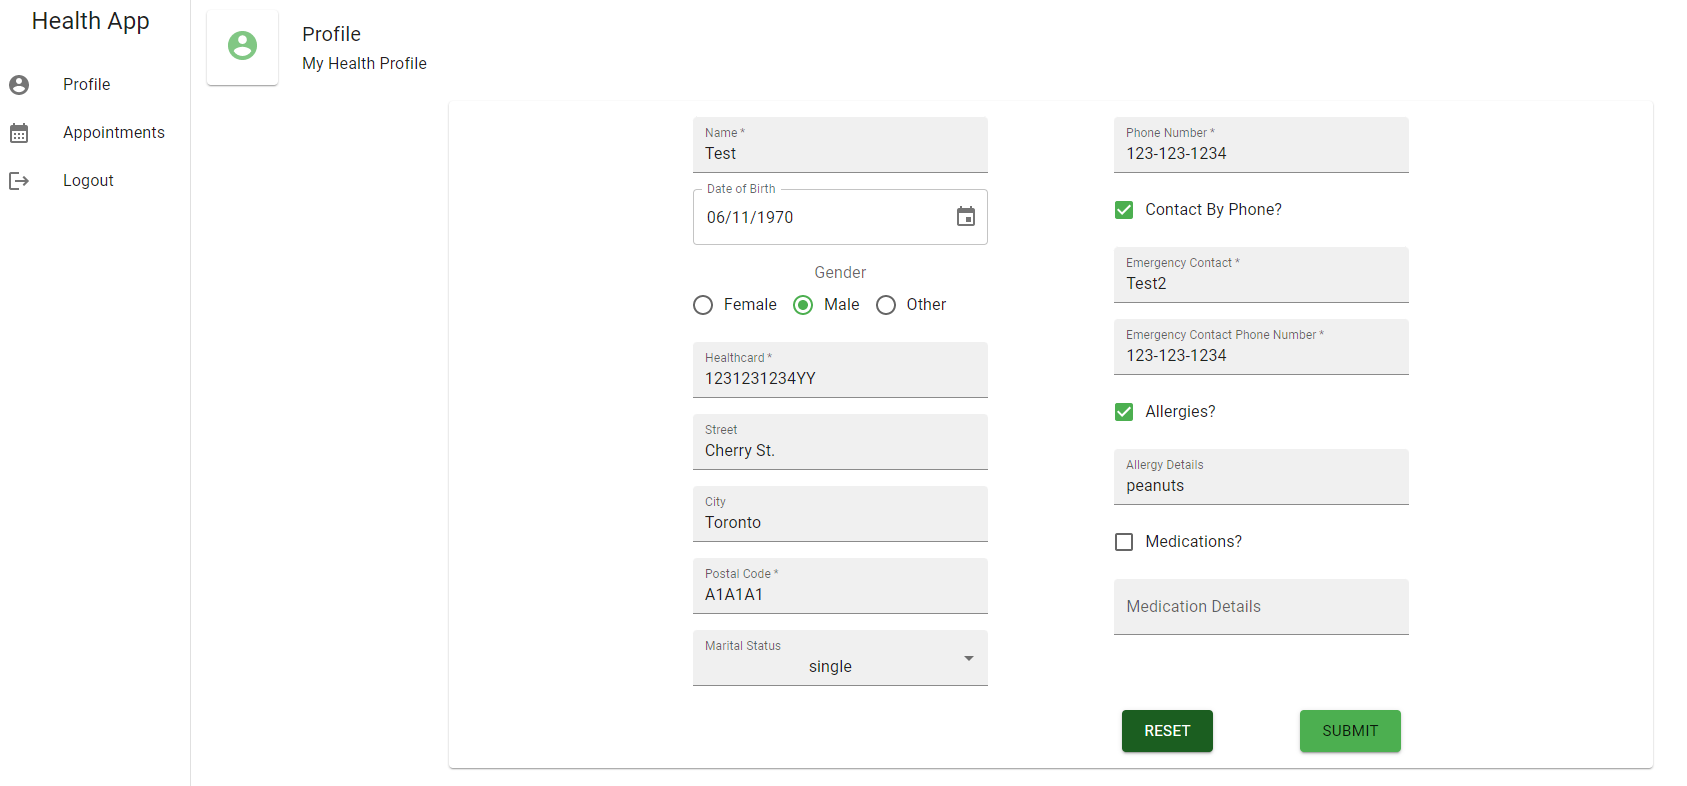 Health App
Profile
Appointments
Logout
Profile
My Health Profile
Name *
Test
Date of Birth
06/11/1970
Gender
Female Male Other
Healthcard *
1231231234YY
Street
Cherry St.
City
Toronto
Postal Code *
A1A1A1
Marital Status
single
Phone Number *
123-123-1234
Contact By Phone?
Emergency Contact *
Test2
Emergency Contact Phone Number *
123-123-1234
Allergies?
Allergy Details
peanuts
Medications?
Medication Details
RESET SUBMIT